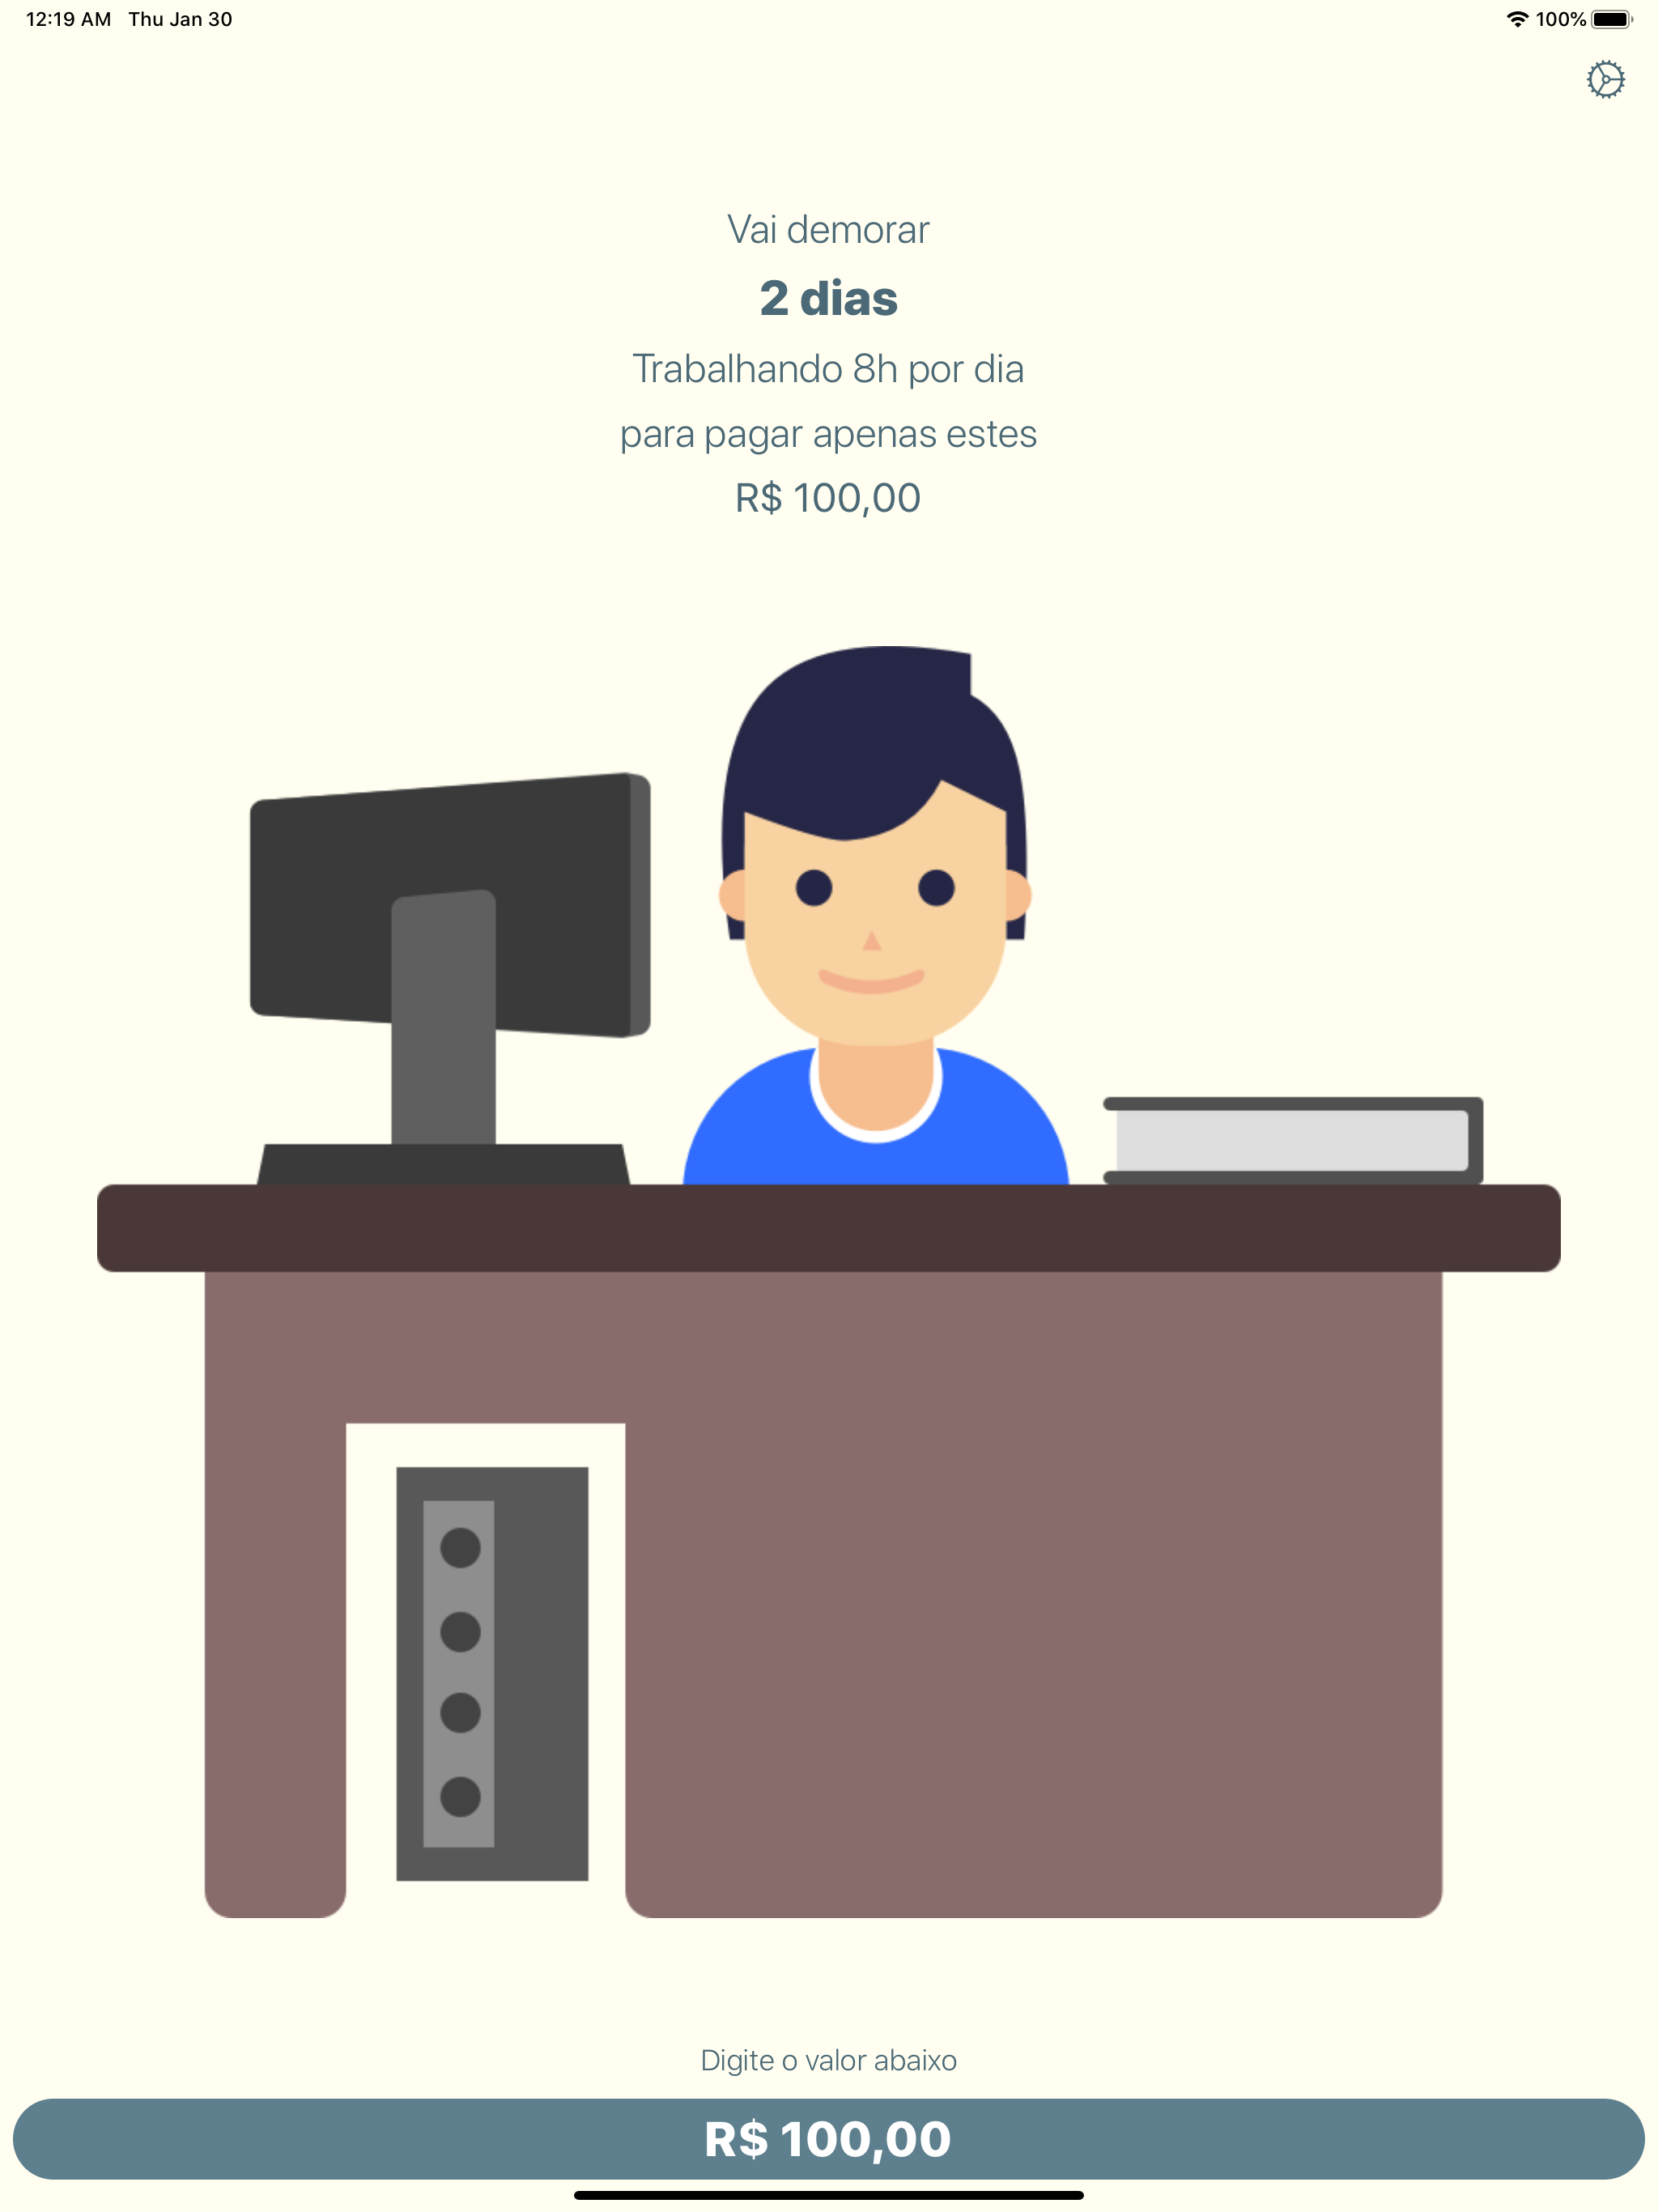 12:19 AM Thu Jan 30 100%
Vai demorar
2 dias
Trabalhando 8h por dia
para pagar apenas estes
R$ 100,00
Digite o valor abaixo
R$ 100,00